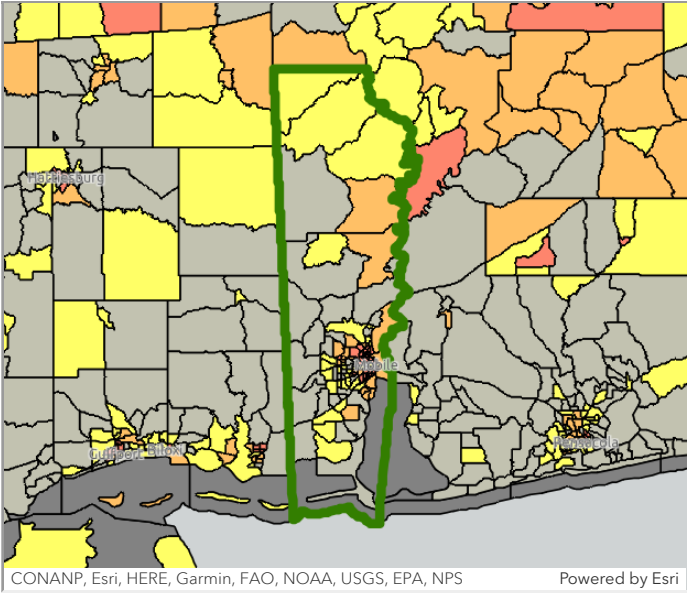 Hattiesburg
Mobile
Gulfport Biloxi
Pensacola
CONANP, Esri, HERE, Garmin, FAO, NOAA, USGS, EPA, NPS Powered by Esri